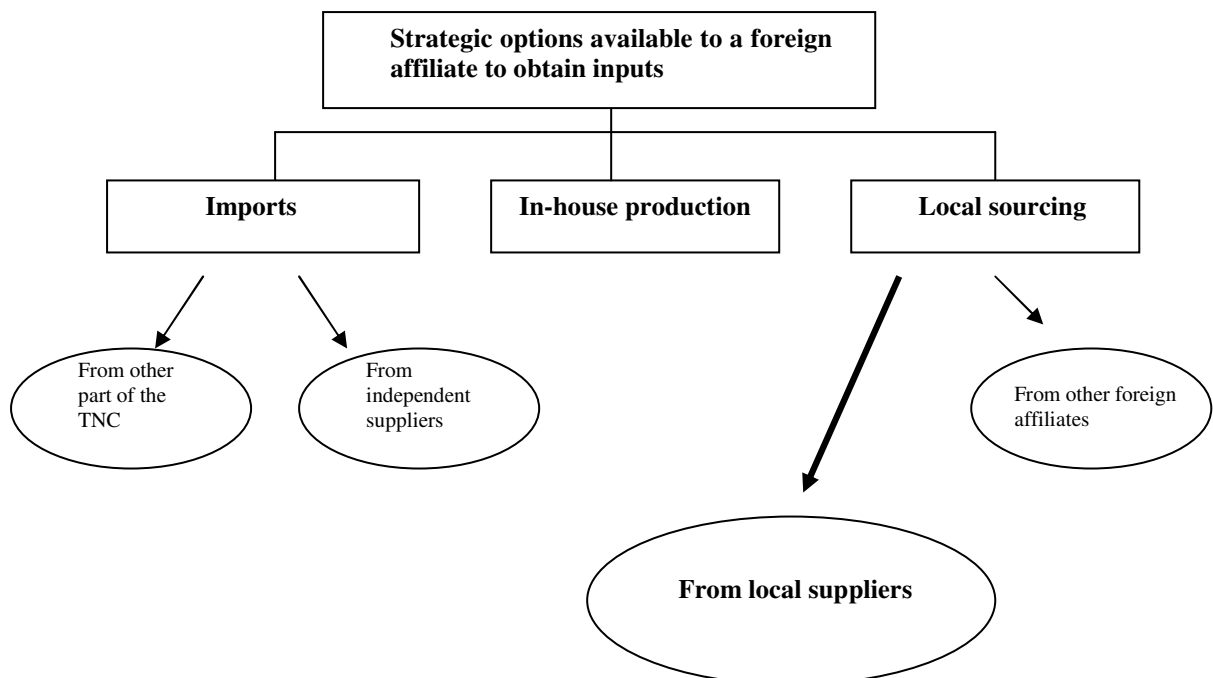 Strategic options available to a foreign
affiliate to obtain inputs
Imports
In-house production
Local sourcing
From other
part of the
TNC
From
independent
suppliers
From other foreign
affiliates
From local suppliers